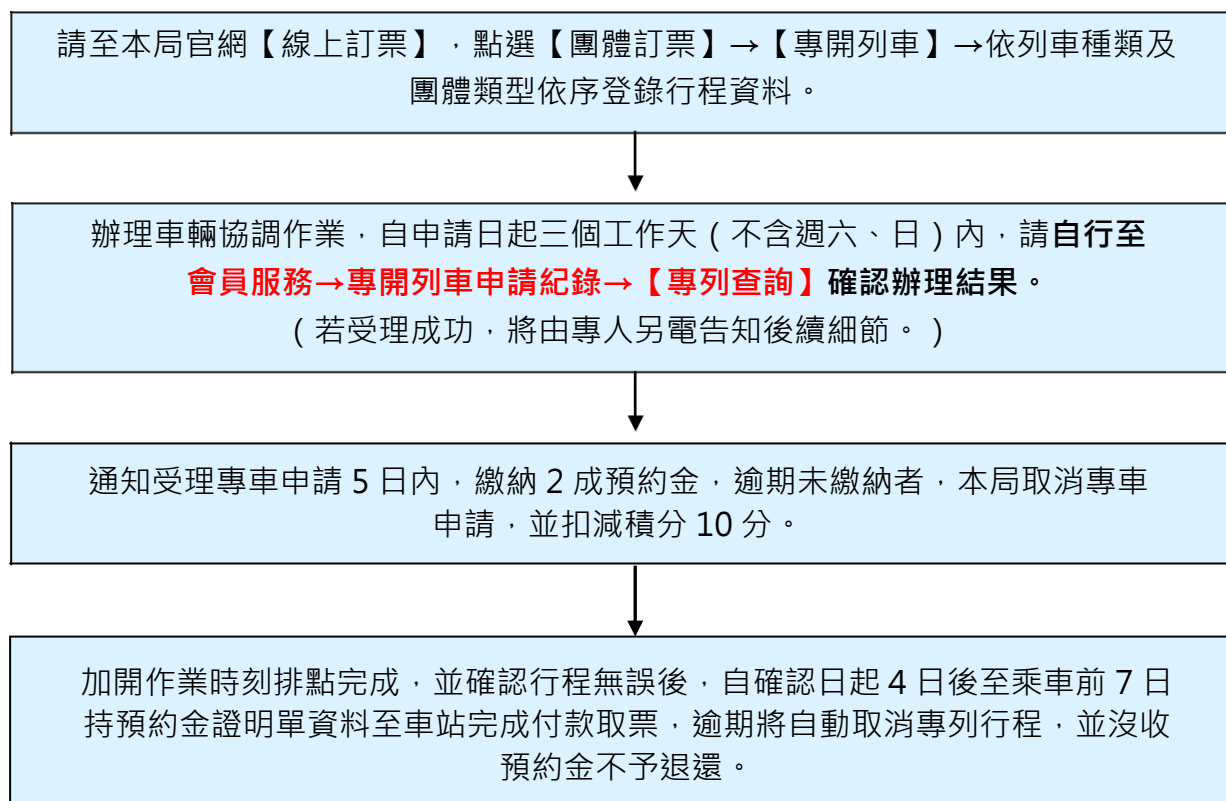 請至本局官網【線上訂票】，點選【團體訂票】→【專開列車】→依列車種類及
團體類型依序登錄行程資料。
辦理車輛協調作業，自申請日起三個工作天（不含週六、日）內，請自行至
會員服務→專開列車申請紀錄→【專列查詢】確認辦理結果。
（若受理成功，將由專人另電告知後續細節。）
通知受理專車申請 5 日內，繳納 2 成預約金，逾期未繳納者，本局取消專車
申請，並扣減積分 10 分。
加開作業時刻排點完成，並確認行程無誤後，自確認日起 4 日後至乘車前 7 日
持預約金證明單資料至車站完成付款取票，逾期將自動取消專列行程，並沒收
預約金不予退還。